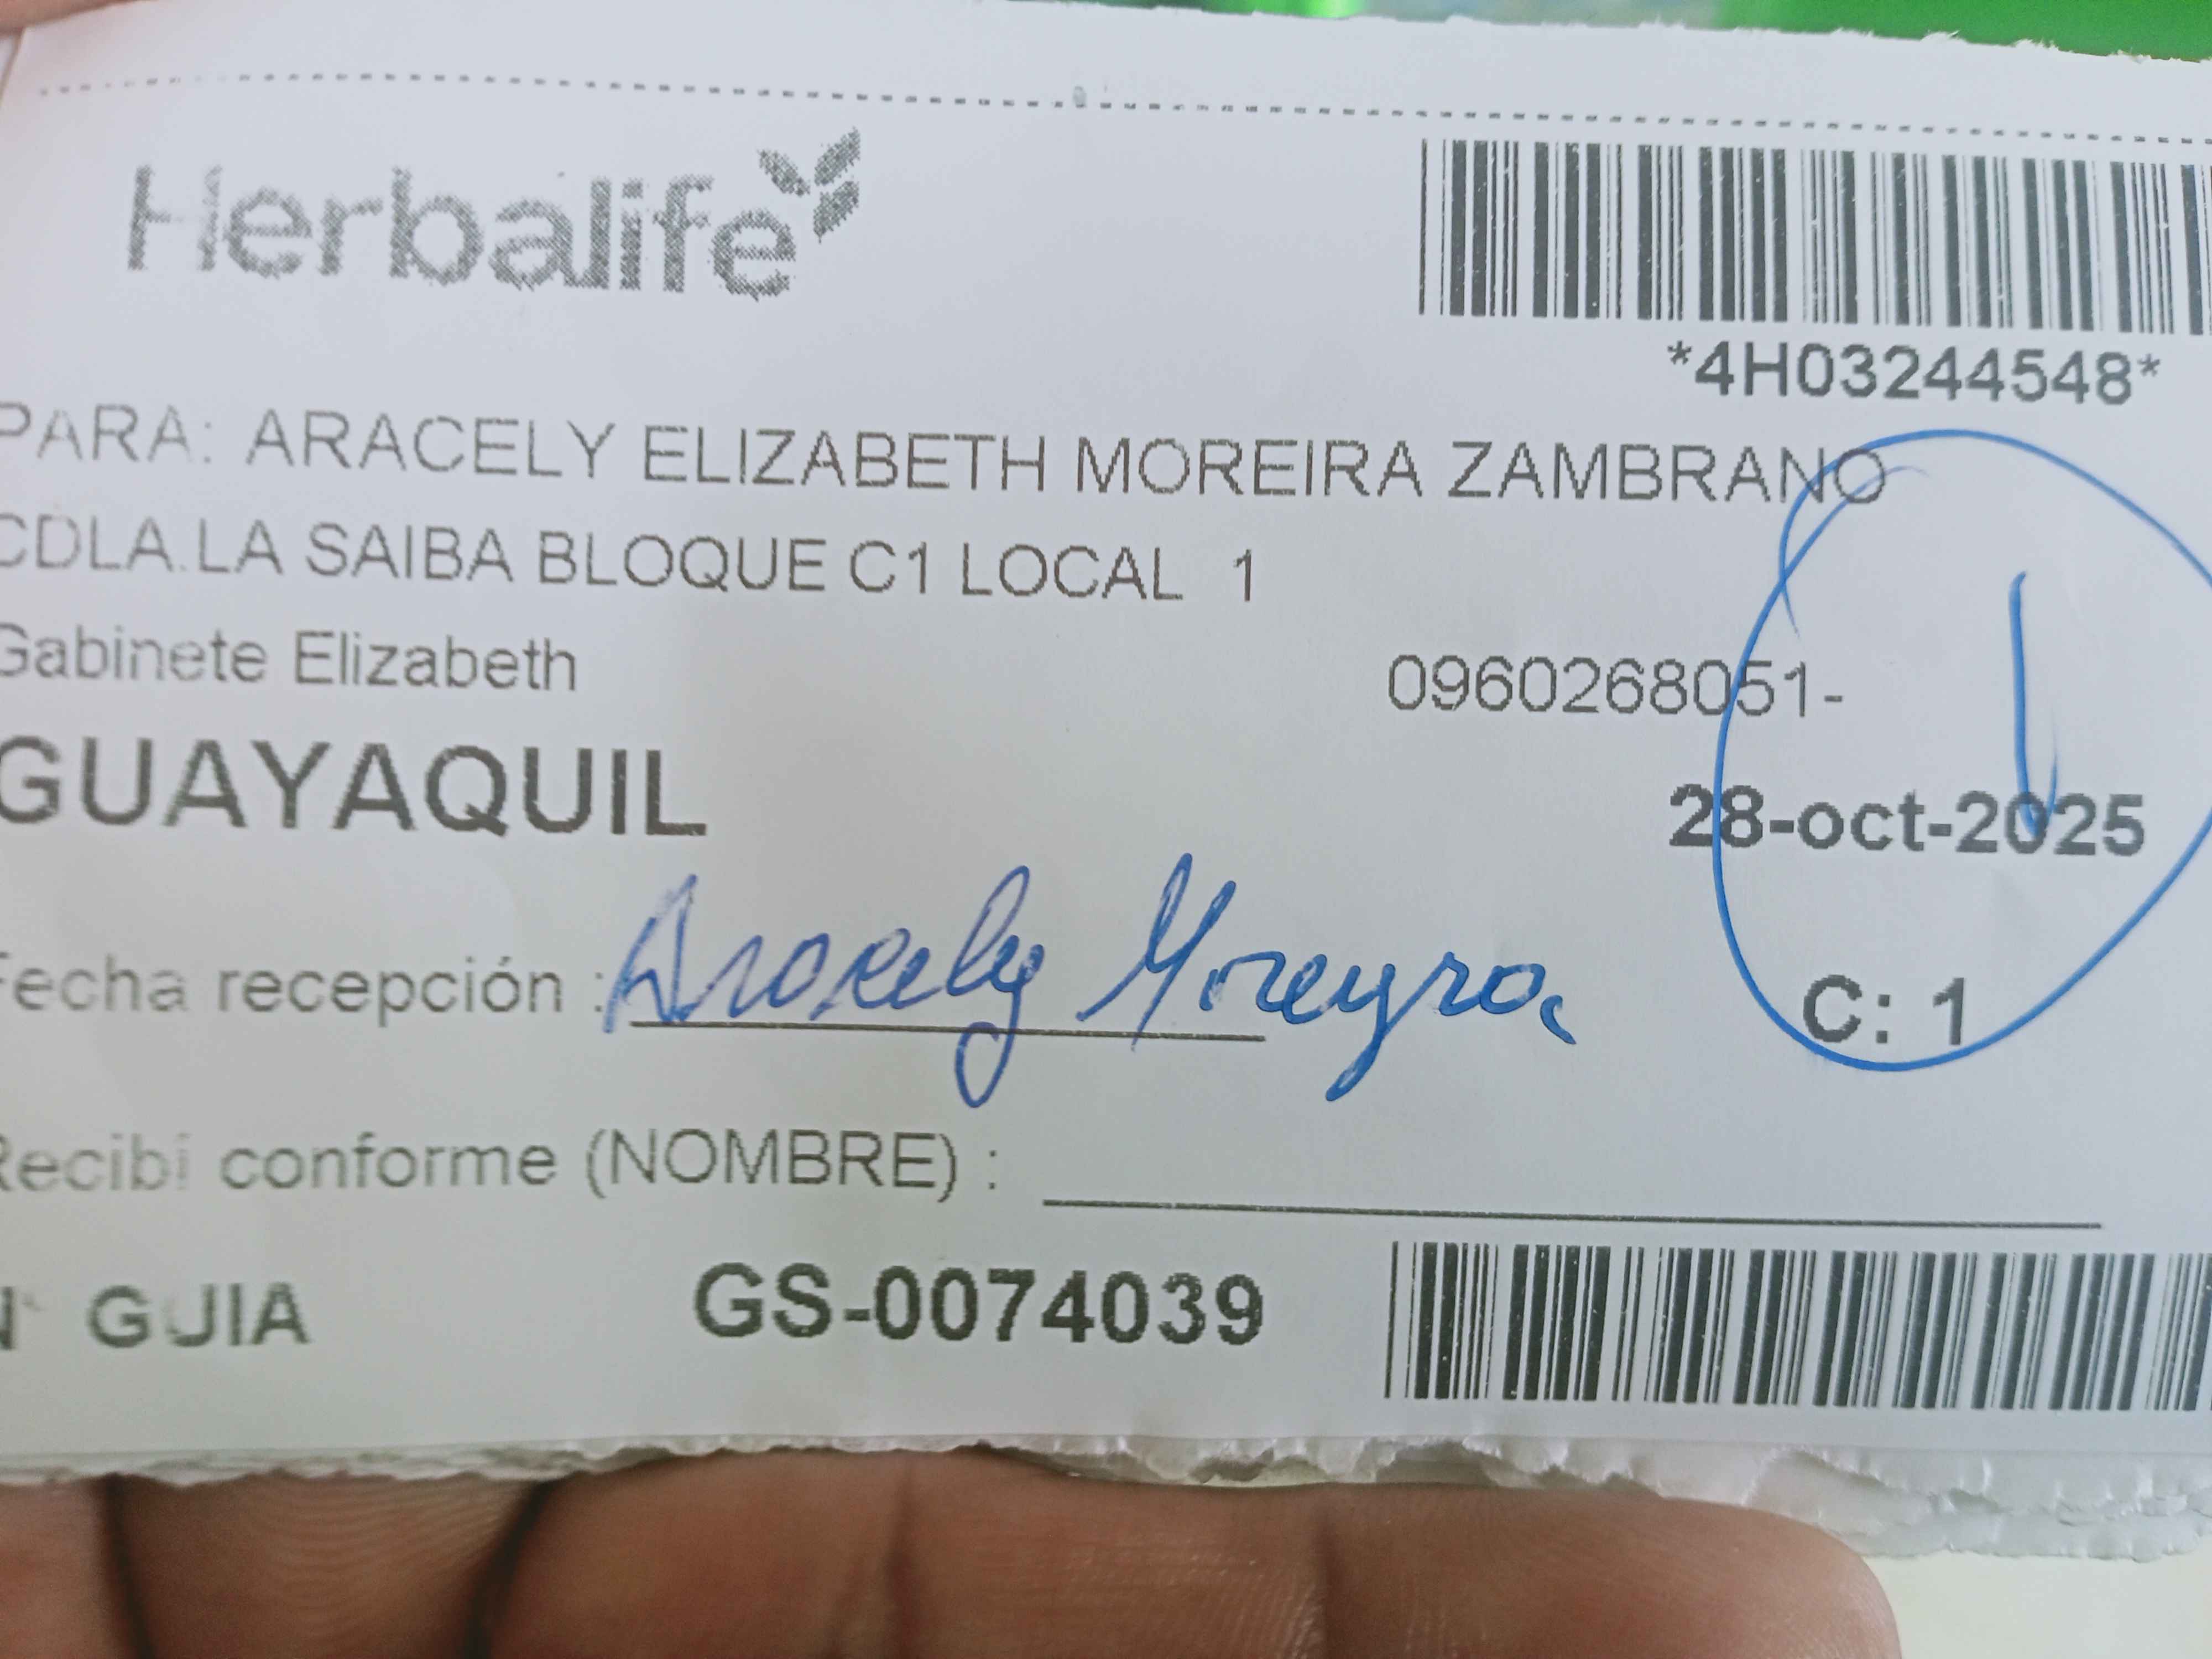 Herbalife
*4H03244548*
PARA: ARACELY ELIZABETH MOREIRA ZAMBRANO
CDLA.LA SAIBA BLOQUE C1 LOCAL 1
Gabinete Elizabeth 0960268051-
GUAYAQUIL
28-oct-2025
Fecha recepción : Aracely Moreyra
C: 1
Recibi conforme (NOMBRE) :
N° GUIA GS-0074039